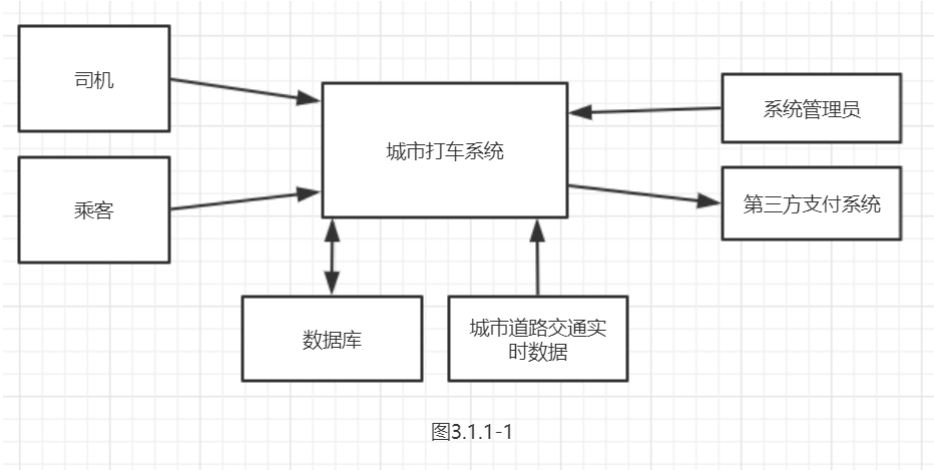 司机
城市打车系统
系统管理员
乘客
第三方支付系统
数据库
城市道路交通实
时数据
图3.1.1-1